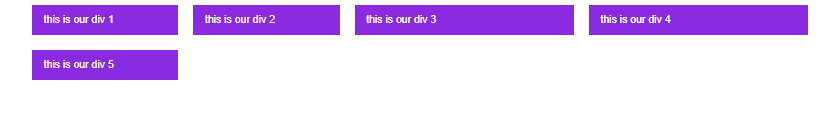 this is our div 1
this is our div 2
this is our div 3
this is our div 4
this is our div 5